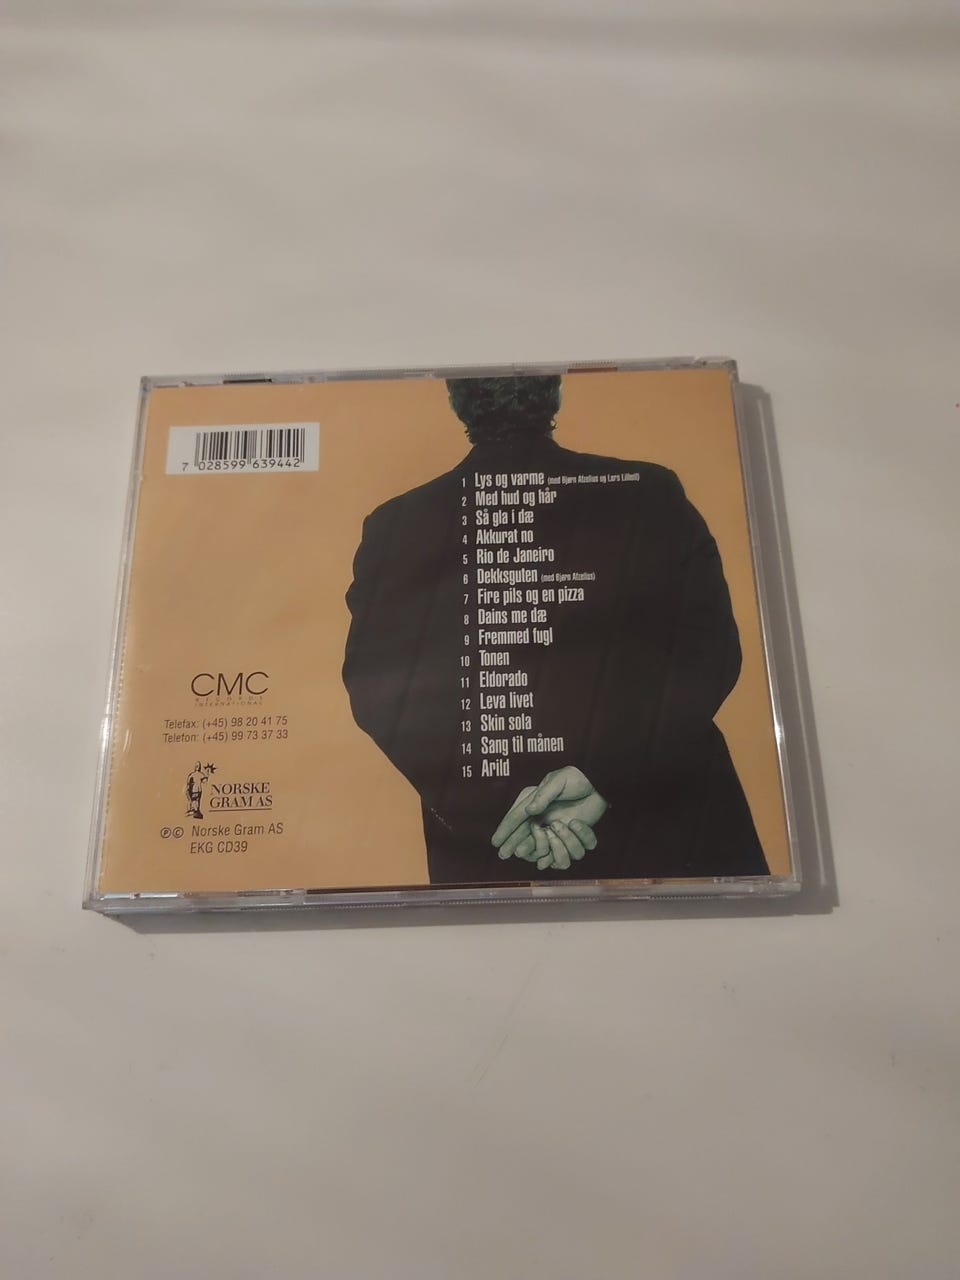 7 028599 639442
1 Lys og varme (med Bjørn Afzelius og Lars Lillholt)
2 Med hud og hår
3 Så gla i dæ
4 Akkurat no
5 Rio de Janeiro
6 Dekksguten (med Bjørn Afzelius)
7 Fire pils og en pizza
8 Dains me dæ
9 Fremmed fugl
10 Tonen
11 Eldorado
12 Leva livet
13 Skin sola
14 Sang til månen
15 Arild
CMC
RECORDS
INTERNATIONAL
Telefax: (+45) 98 20 41 75
Telefon: (+45) 99 73 37 33
NORSKE
GRAM AS
℗© Norske Gram AS
EKG CD39